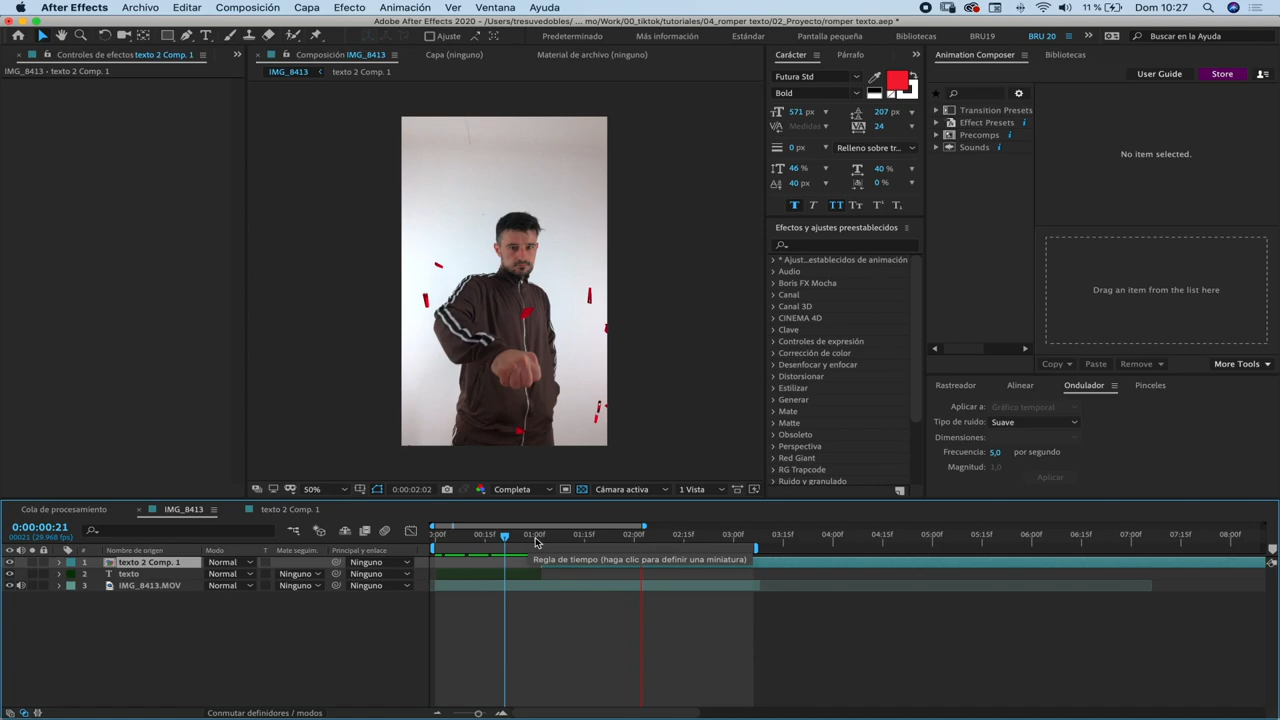 After Effects Archivo Editar Composición Capa Efecto Animación Ver Ventana Ayuda 11 % Dom 10:27
Adobe After Effects 2020 - /Users/tresuvedobles/ ... mo/Work/00_tiktok/tutoriales/04_romper texto/02_Proyecto/romper texto.aep *
Ajuste Predeterminado Más información Estándar Pantalla pequeña Bibliotecas BRU19 BRU 20 Buscar en la Ayuda
Controles de efectos texto 2 Comp. 1
Composición IMG_8413 Capa (ninguno) Material de archivo (ninguno)
Carácter Párrafo
Animation Composer Bibliotecas
IMG_8413 • texto 2 Comp. 1
IMG_8413 texto 2 Comp. 1
Futura Std
Bold
User Guide Store
571 px 207 px
Medidas 24
0 px Relleno sobre tr...
46 % 40 %
40 px 0 %
Transition Presets
Effect Presets
Precomps
Sounds
No item selected.
Efectos y ajustes preestablecidos
* Ajust...establecidos de animación
Audio
Boris FX Mocha
Canal
Canal 3D
CINEMA 4D
Clave
Controles de expresión
Corrección de color
Desenfocar y enfocar
Distorsionar
Estilizar
Generar
Mate
Matte
Obsoleto
Perspectiva
Red Giant
RG Trapcode
Ruido y granulado
Drag an item from the list here
Copy Paste Remove More Tools
Rastreador Alinear Ondulador Pinceles
Aplicar a: Gráfico temporal
Tipo de ruido: Suave
Dimensiones:
Frecuencia: 5,0 por segundo
Magnitud: 1,0
Aplicar
50% 0:00:02:02 Completa Cámara activa 1 Vista
Cola de procesamiento IMG_8413 texto 2 Comp. 1
0:00:00:21
00021 (29.968 fps)
:00f 00:15f 01:00f 01:15f 02:00f 02:15f 03:00f 03:15f 04:00f 04:15f 05:00f 05:15f 06:00f 06:15f 07:00f 07:15f 08:00f
# Nombre de origen Modo T Mate seguim. Principal y enlace
Regla de tiempo (haga clic para definir una miniatura)
1 texto 2 Comp. 1 Normal Ninguno
2 T texto Normal Ninguno Ninguno
3 IMG_8413.MOV Normal Ninguno Ninguno
Conmutar definidores / modos